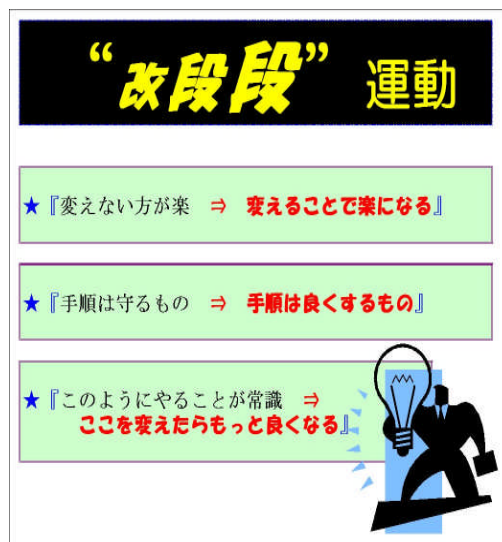 “改段段” 運動
★『変えない方が楽 ⇒ 変えることで楽になる』
★『手順は守るもの ⇒ 手順は良くするもの』
★『このようにやることが常識 ⇒
ここを変えたらもっと良くなる』